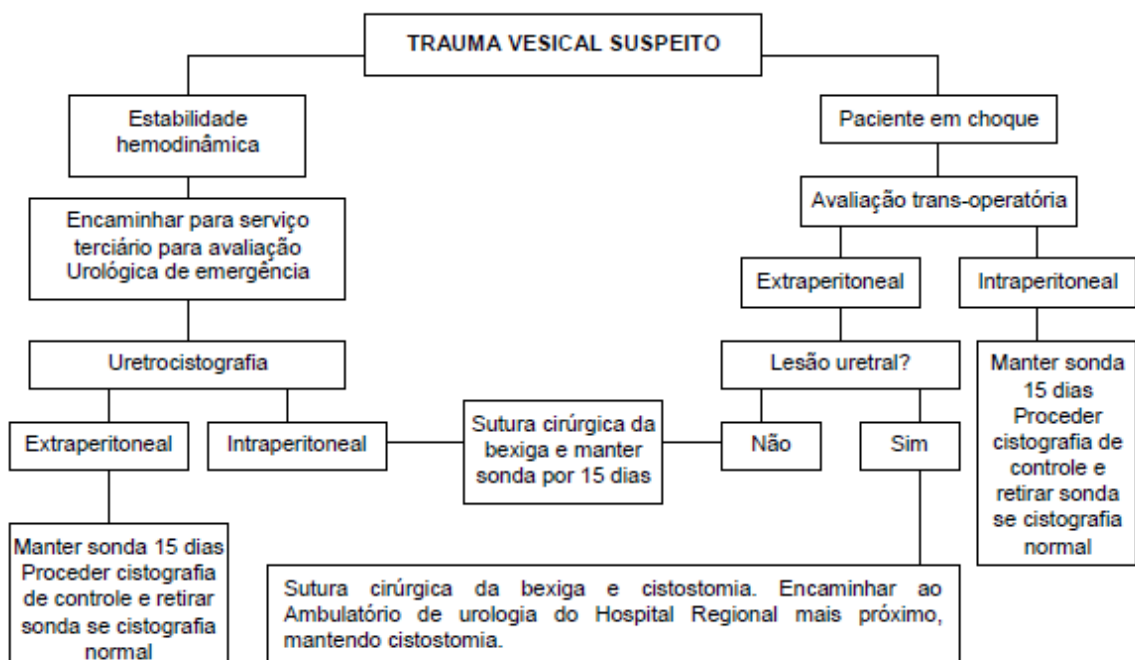 TRAUMA VESICAL SUSPEITO
Estabilidade
hemodinâmica
Paciente em choque
Encaminhar para serviço
terciário para avaliação
Urológica de emergência
Avaliação trans-operatória
Extraperitoneal
Intraperitoneal
Uretrocistografia
Lesão uretral?
Manter sonda
15 dias
Proceder
cistografia de
controle e
retirar sonda
se cistografia
normal
Extraperitoneal
Intraperitoneal
Sutura cirúrgica da
bexiga e manter
sonda por 15 dias
Não
Sim
Manter sonda 15 dias
Proceder cistografia
de controle e retirar
sonda se cistografia
normal
Sutura cirúrgica da bexiga e cistostomia. Encaminhar ao
Ambulatório de urologia do Hospital Regional mais próximo,
mantendo cistostomia.